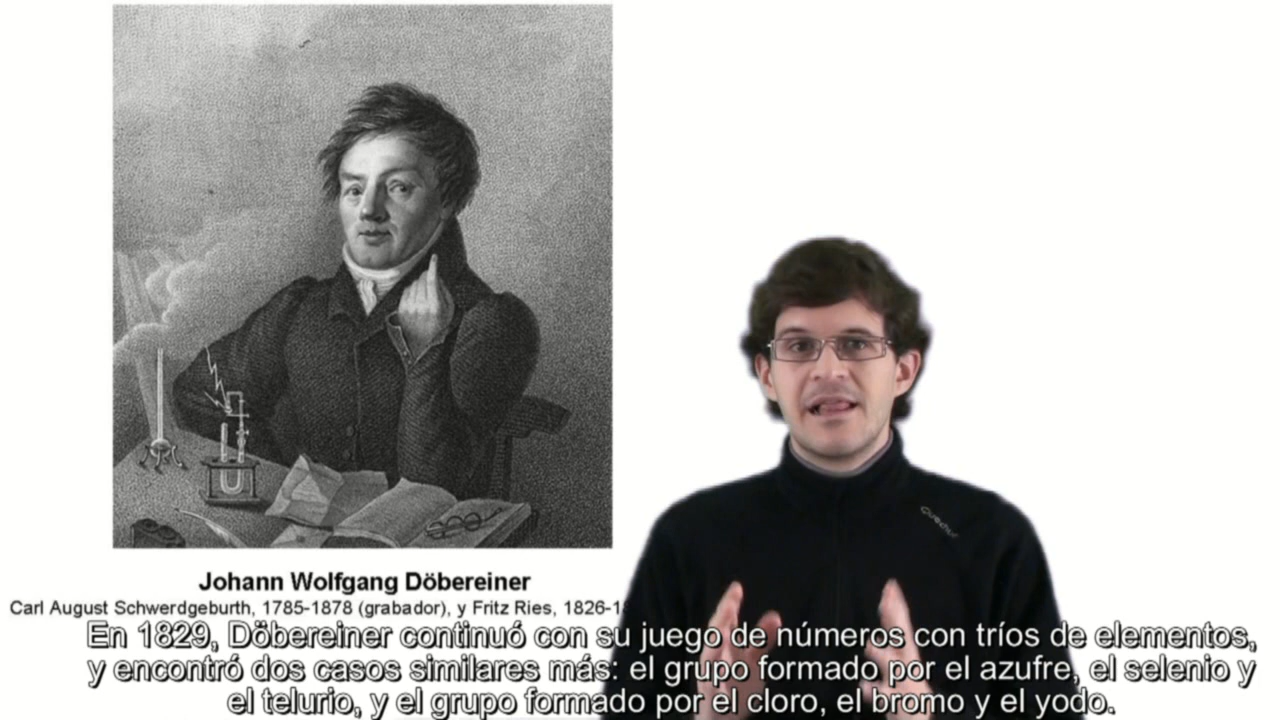 Johann Wolfgang Döbereiner
Carl August Schwerdgeburth, 1785-1878 (grabador), y Fritz Ries, 1826-18
Quechua
En 1829, Döbereiner continuó con su juego de números con tríos de elementos,
y encontró dos casos similares más: el grupo formado por el azufre, el selenio y
el telurio, y el grupo formado por el cloro, el bromo y el yodo.